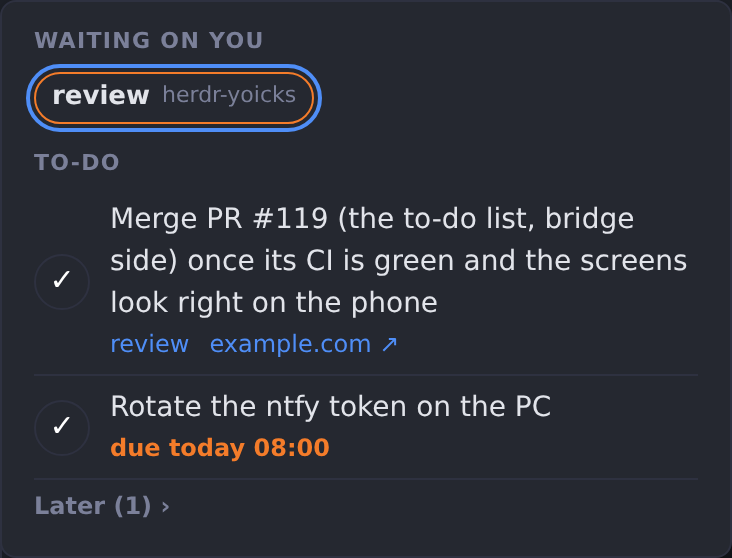 WAITING ON YOU
review herdr-yoicks
TO-DO
Merge PR #119 (the to-do list, bridge
side) once its CI is green and the screens
look right on the phone
review example.com ↗
Rotate the ntfy token on the PC
due today 08:00
Later (1) ›